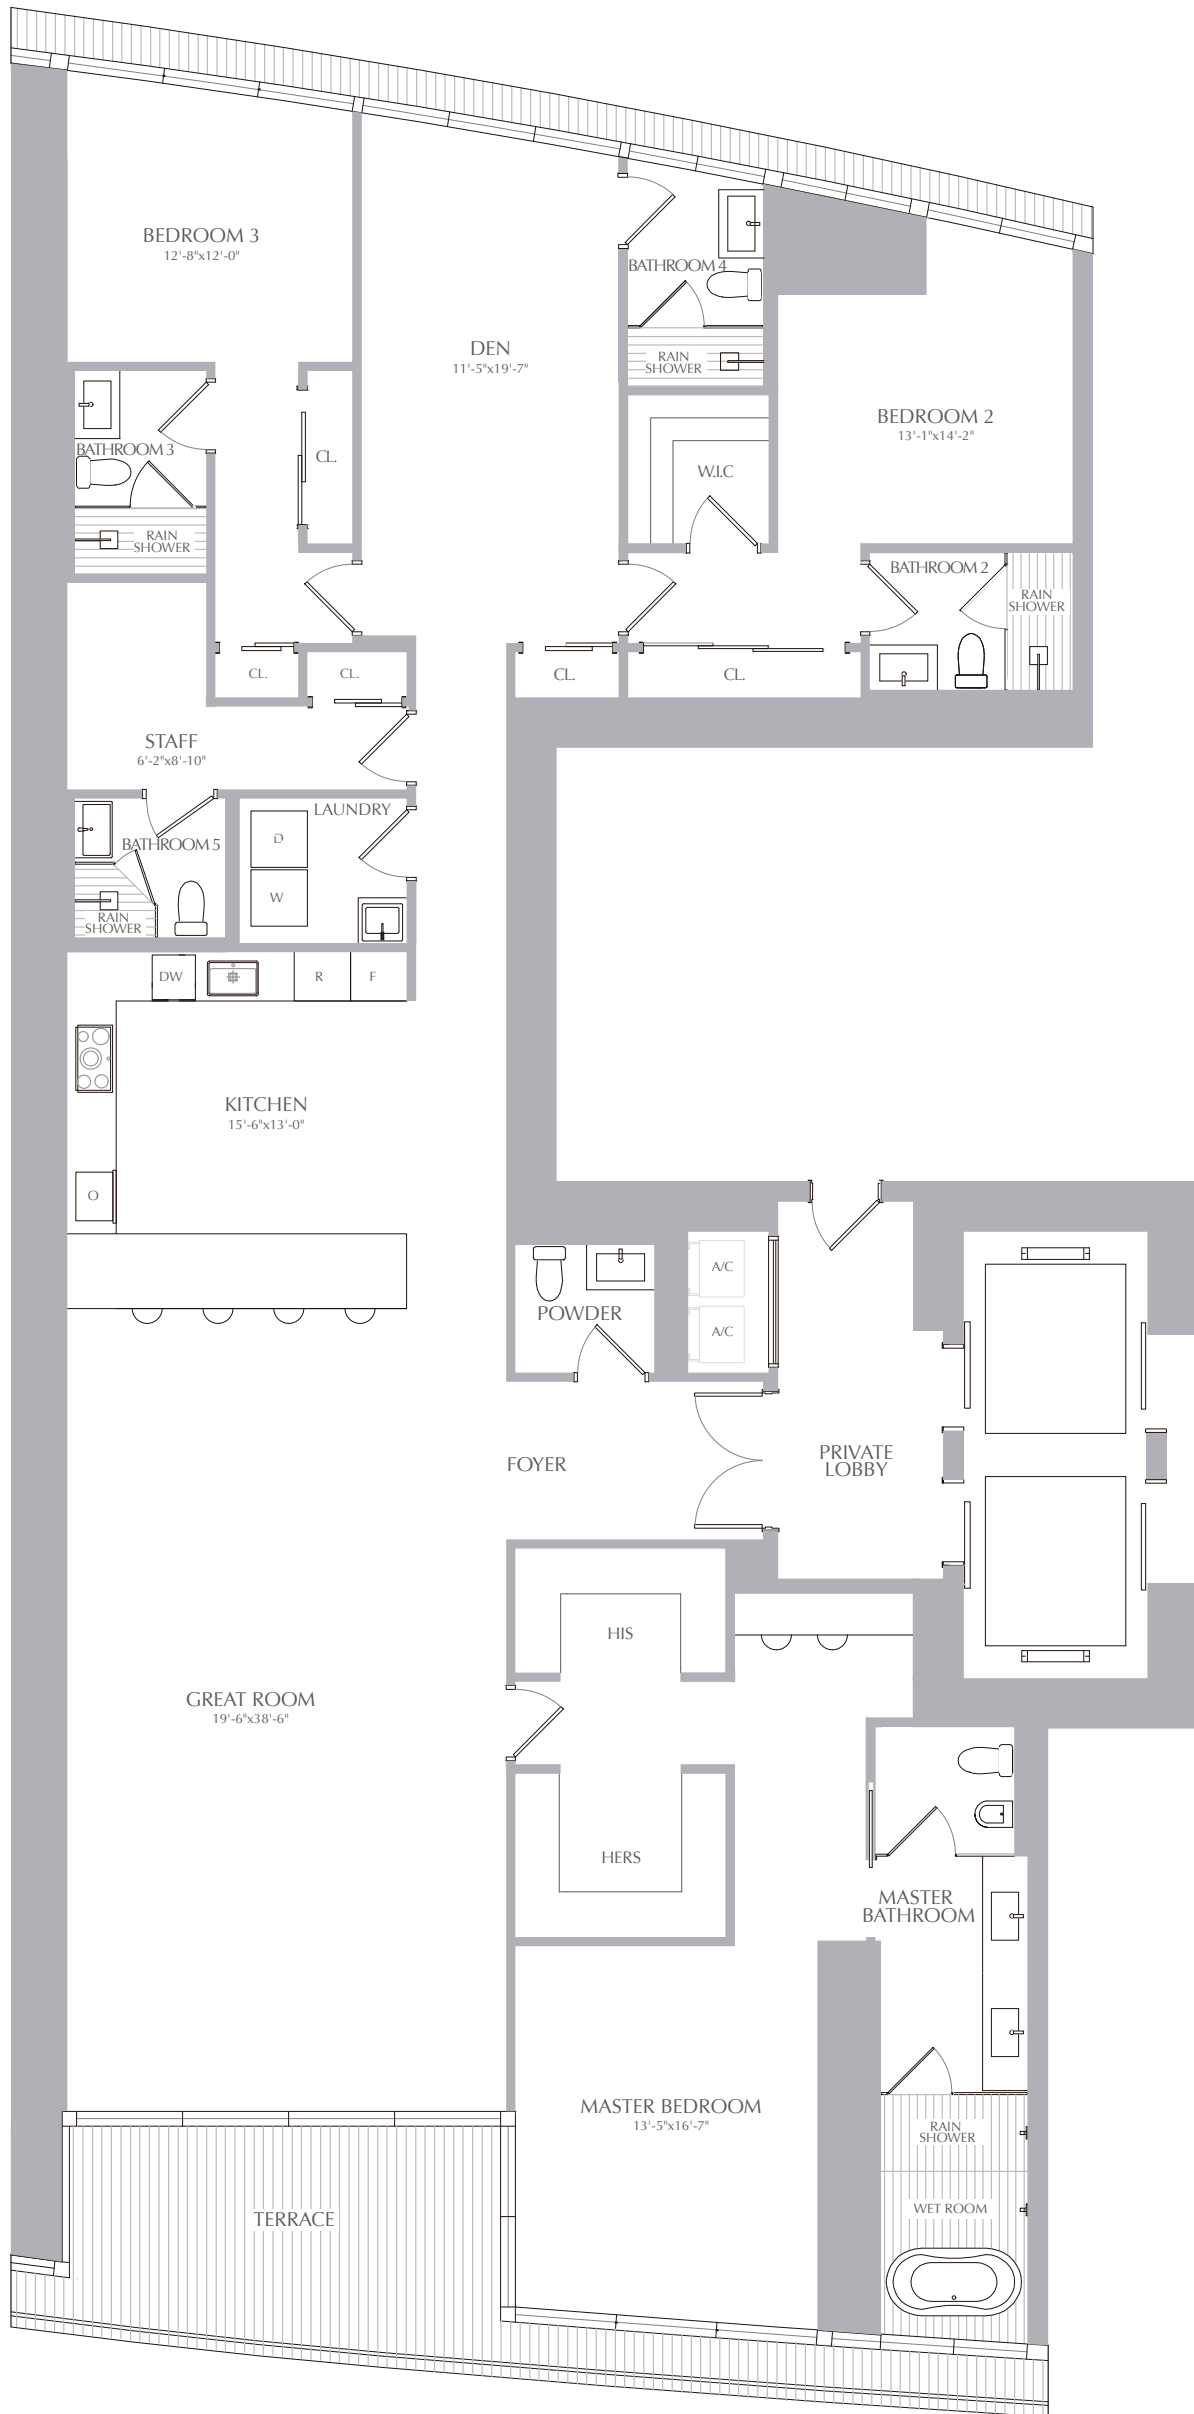 BEDROOM 3
12'-8"x12'-0"
BATHROOM 4
DEN
11'-5"x19'-7"
RAIN
SHOWER
BEDROOM 2
13'-1"x14'-2"
BATHROOM 3
CL.
W.I.C
RAIN
SHOWER
BATHROOM 2
RAIN
SHOWER
CL.
CL.
CL.
CL.
STAFF
6'-2"x8'-10"
LAUNDRY
D
BATHROOM 5
W
RAIN
SHOWER
DW
R
F
KITCHEN
15'-6"x13'-0"
O
A/C
POWDER
A/C
FOYER
PRIVATE
LOBBY
HIS
GREAT ROOM
19'-6"x38'-6"
HERS
MASTER
BATHROOM
MASTER BEDROOM
13'-5"x16'-7"
RAIN
SHOWER
WET ROOM
TERRACE